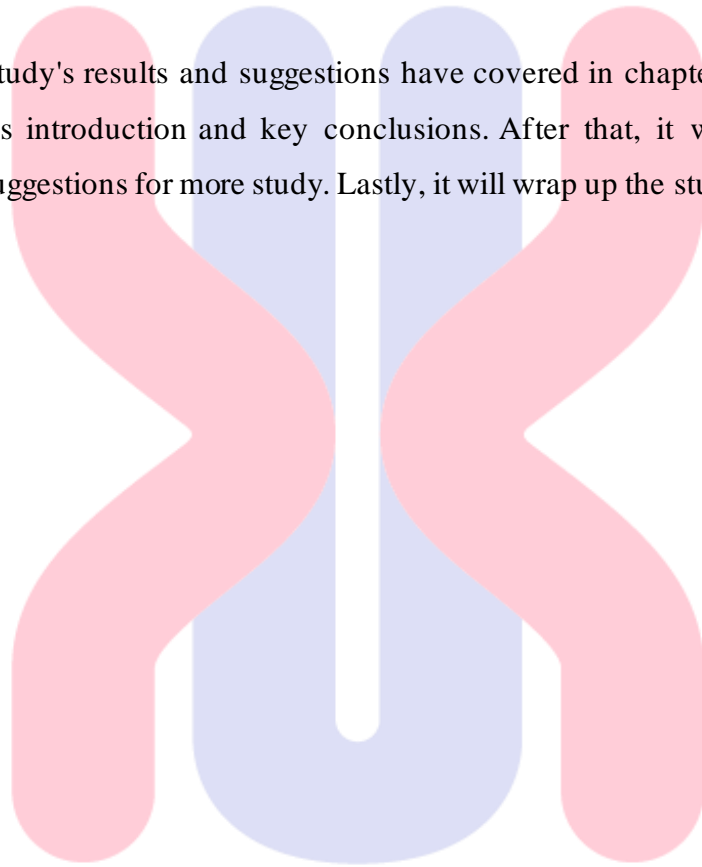 tudy's results and suggestions have covered in chapte
s introduction and key conclusions. After that, it w
uggestions for more study. Lastly, it will wrap up the stu